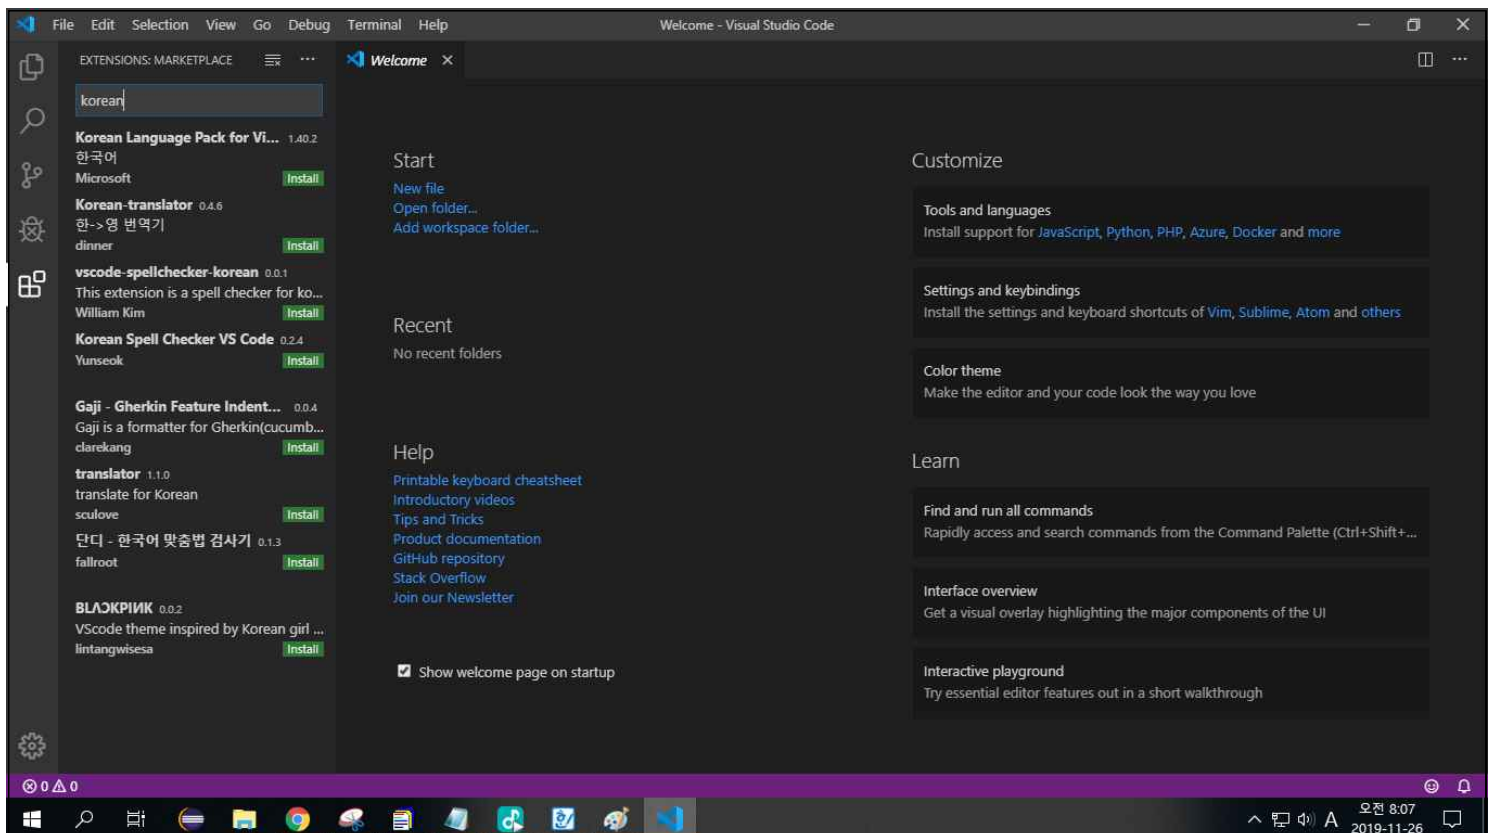 File Edit Selection View Go Debug Terminal Help
Welcome - Visual Studio Code
EXTENSIONS: MARKETPLACE
Welcome
korean
Korean Language Pack for Vi... 1.40.2
한국어
Microsoft
Install
Korean-translator 0.4.6
한->영 번역기
dinner
Install
vscode-spellchecker-korean 0.0.1
This extension is a spell checker for ko...
William Kim
Install
Korean Spell Checker VS Code 0.2.4
Yunseok
Install
Gaji - Gherkin Feature Indent... 0.0.4
Gaji is a formatter for Gherkin(cucumb...
clarekang
Install
translator 1.1.0
translate for Korean
sculove
Install
단디 - 한국어 맞춤법 검사기 0.1.3
fallroot
Install
BLΛƆKPIИK 0.0.2
VScode theme inspired by Korean girl ...
lintangwisesa
Install
Start
New file
Open folder...
Add workspace folder...
Recent
No recent folders
Help
Printable keyboard cheatsheet
Introductory videos
Tips and Tricks
Product documentation
GitHub repository
Stack Overflow
Join our Newsletter
Show welcome page on startup
Customize
Tools and languages
Install support for JavaScript, Python, PHP, Azure, Docker and more
Settings and keybindings
Install the settings and keyboard shortcuts of Vim, Sublime, Atom and others
Color theme
Make the editor and your code look the way you love
Learn
Find and run all commands
Rapidly access and search commands from the Command Palette (Ctrl+Shift+...
Interface overview
Get a visual overlay highlighting the major components of the UI
Interactive playground
Try essential editor features out in a short walkthrough
0 0
A
오전 8:07
2019-11-26